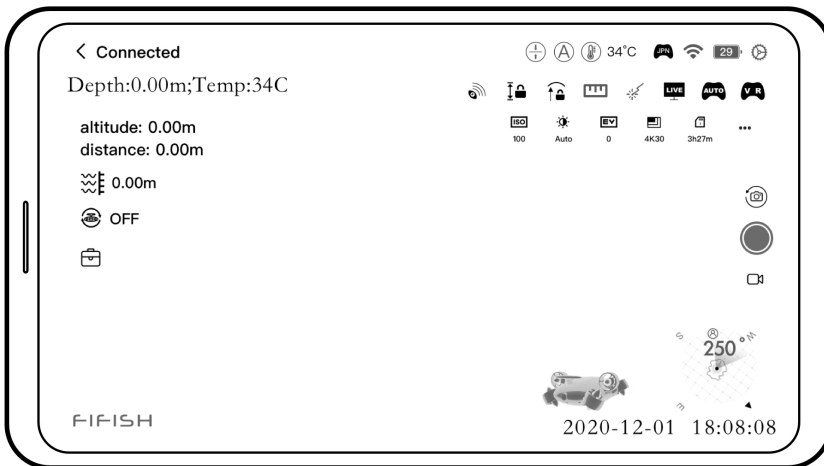 Connected
A 34°C JPN 29
Depth:0.00m;Temp:34C
LIVE AUTO V R
altitude: 0.00m
distance: 0.00m
ISO EV
100 Auto 0 4K30 3h27m
0.00m
OFF
S W
250°
E
FIFISH
2020-12-01 18:08:08